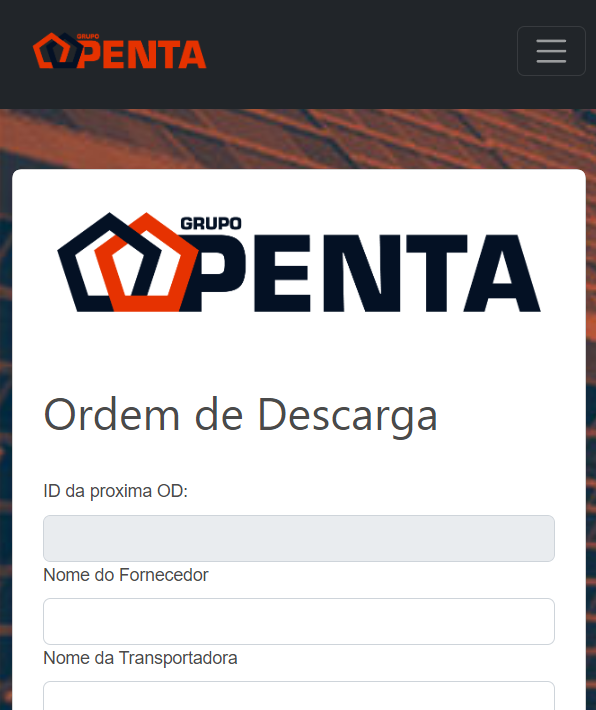 GRUPO
PENTA
GRUPO
PENTA
Ordem de Descarga
ID da proxima OD:
Nome do Fornecedor
Nome da Transportadora